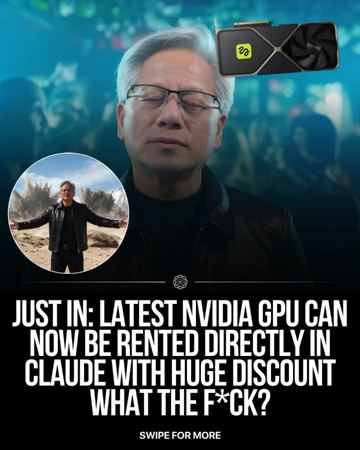 JUST IN: LATEST NVIDIA GPU CAN
NOW BE RENTED DIRECTLY IN
CLAUDE WITH HUGE DISCOUNT
WHAT THE F*CK?
SWIPE FOR MORE